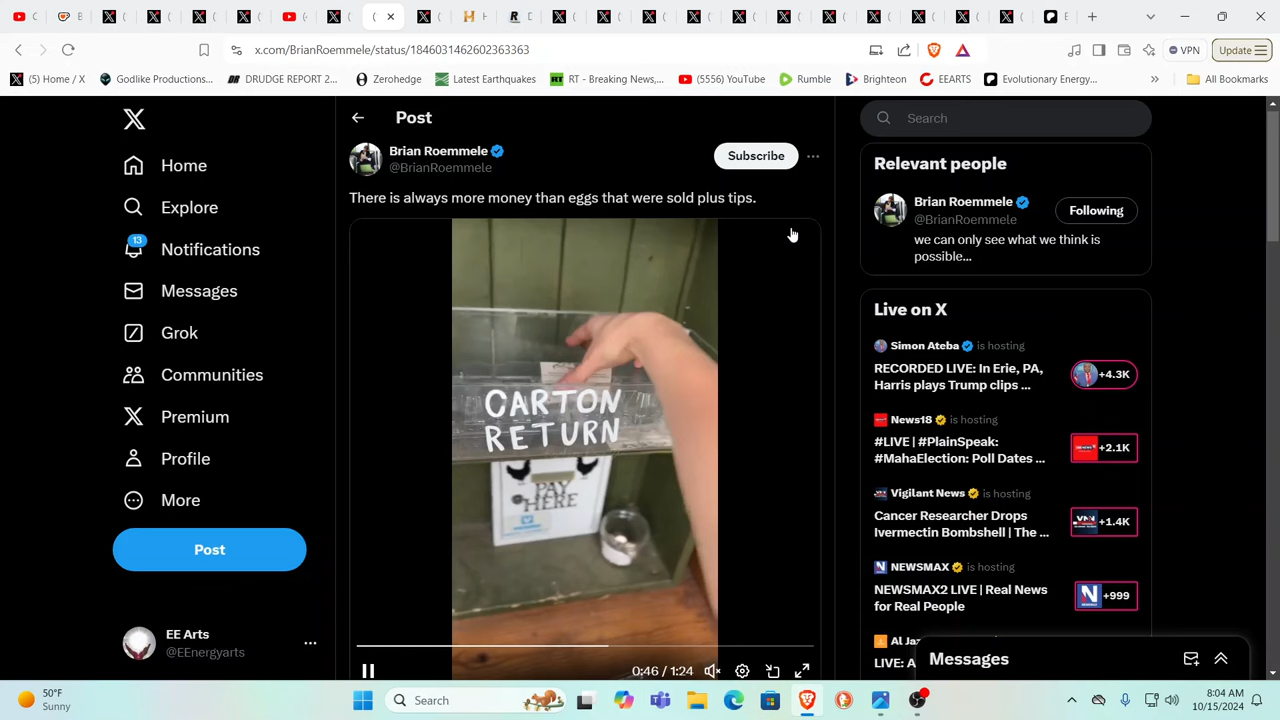 x.com/BrianRoemmele/status/1846031462602363363
VPN
Update
(5) Home / X
Godlike Productions...
DRUDGE REPORT 2...
Zerohedge
Latest Earthquakes
RT - Breaking News,...
(5556) YouTube
Rumble
Brighteon
EEARTS
Evolutionary Energy...
All Bookmarks
Home
Explore
13
Notifications
Messages
Grok
Communities
Premium
Profile
More
Post
EE Arts
@EEnergyarts
Post
Brian Roemmele
@BrianRoemmele
Subscribe
There is always more money than eggs that were sold plus tips.
CARTON
RETURN
PAY
HERE
0:46 / 1:24
Search
Relevant people
Brian Roemmele
@BrianRoemmele
Following
we can only see what we think is
possible...
Live on X
Simon Ateba is hosting
RECORDED LIVE: In Erie, PA,
Harris plays Trump clips ...
+4.3K
News18 is hosting
#LIVE | #PlainSpeak:
#MahaElection: Poll Dates ...
+2.1K
Vigilant News is hosting
Cancer Researcher Drops
Ivermectin Bombshell | The ...
+1.4K
NEWSMAX is hosting
NEWSMAX2 LIVE | Real News
for Real People
+999
Messages
50°F
Sunny
Search
8:04 AM
10/15/2024